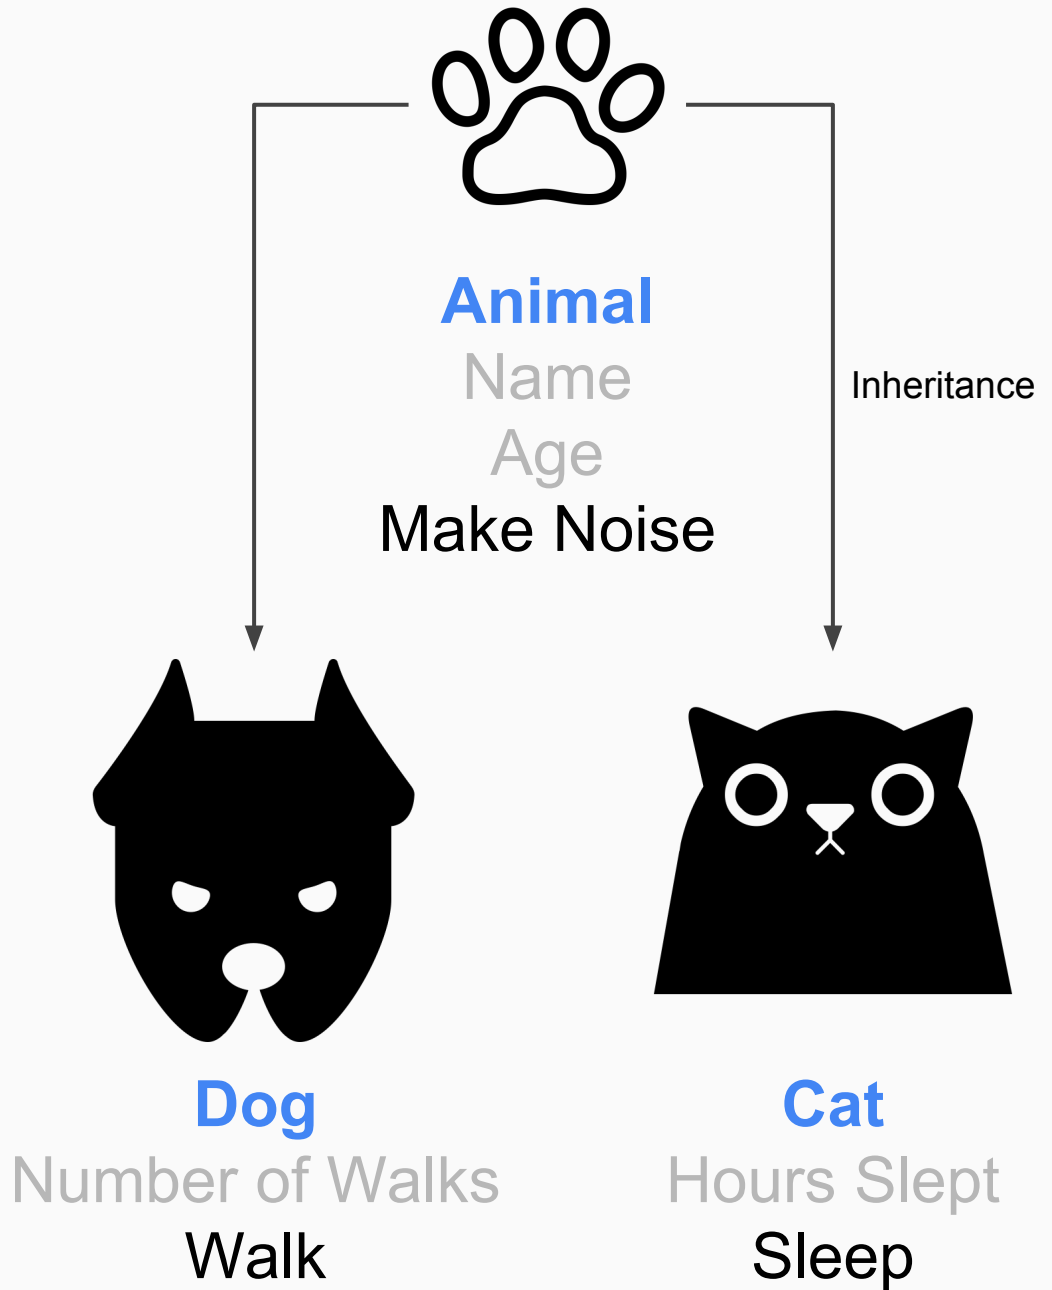 Animal
Name
Age
Make Noise
Inheritance
Dog
Number of Walks
Walk
Cat
Hours Slept
Sleep